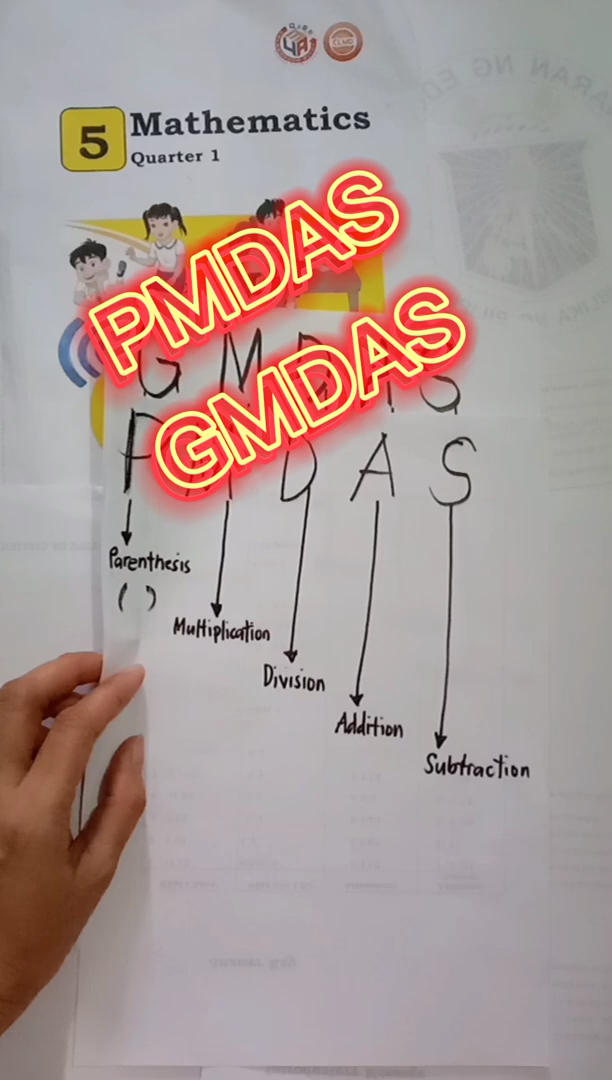 5
Mathematics
Quarter 1
PMDAS
GMDAS
G M D A S
P M D A S
Parenthesis
( )
Multiplication
Division
Addition
Subtraction